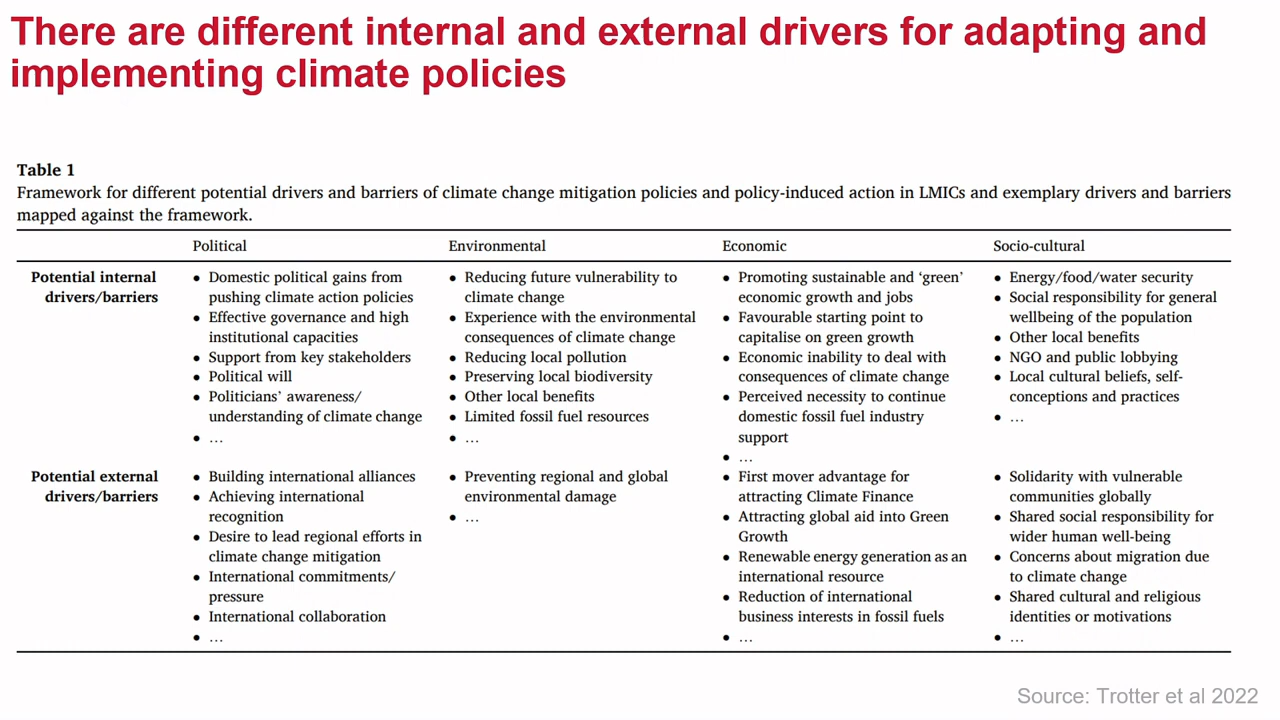 There are different internal and external drivers for adapting and
implementing climate policies
Table 1
Framework for different potential drivers and barriers of climate change mitigation policies and policy-induced action in LMICs and exemplary drivers and barriers
mapped against the framework.
Political
Environmental
Economic
Socio-cultural
Potential internal
drivers/barriers
• Domestic political gains from
pushing climate action policies
• Effective governance and high
institutional capacities
• Support from key stakeholders
• Political will
• Politicians’ awareness/
understanding of climate change
• …
• Reducing future vulnerability to
climate change
• Experience with the environmental
consequences of climate change
• Reducing local pollution
• Preserving local biodiversity
• Other local benefits
• Limited fossil fuel resources
• …
• Promoting sustainable and ‘green’
economic growth and jobs
• Favourable starting point to
capitalise on green growth
• Economic inability to deal with
consequences of climate change
• Perceived necessity to continue
domestic fossil fuel industry
support
• …
• Energy/food/water security
• Social responsibility for general
wellbeing of the population
• Other local benefits
• NGO and public lobbying
• Local cultural beliefs, self-
conceptions and practices
• …
Potential external
drivers/barriers
• Building international alliances
• Achieving international
recognition
• Desire to lead regional efforts in
climate change mitigation
• International commitments/
pressure
• International collaboration
• …
• Preventing regional and global
environmental damage
• …
• First mover advantage for
attracting Climate Finance
• Attracting global aid into Green
Growth
• Renewable energy generation as an
international resource
• Reduction of international
business interests in fossil fuels
• …
• Solidarity with vulnerable
communities globally
• Shared social responsibility for
wider human well-being
• Concerns about migration due
to climate change
• Shared cultural and religious
identities or motivations
• …
Source: Trotter et al 2022